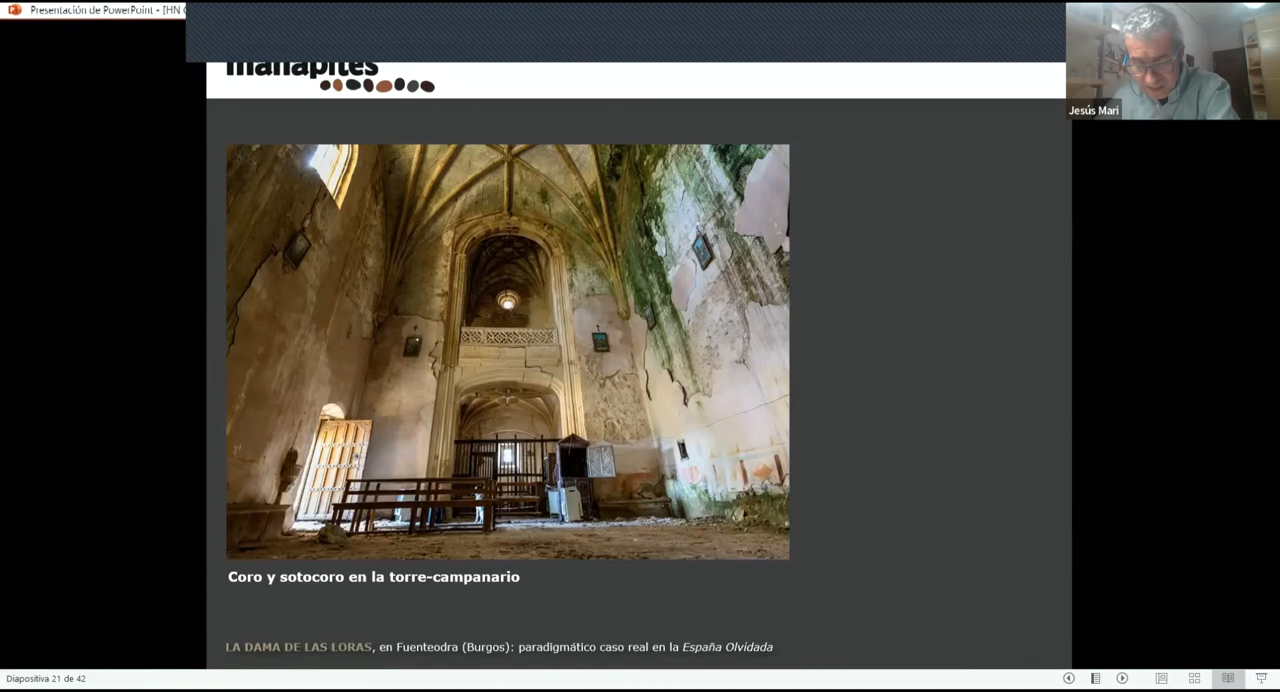 Presentación de PowerPoint - [HN
Jesús Mari
Coro y sotocoro en la torre-campanario
LA DAMA DE LAS LORAS, en Fuenteodra (Burgos): paradigmático caso real en la España Olvidada
Diapositiva 21 de 42